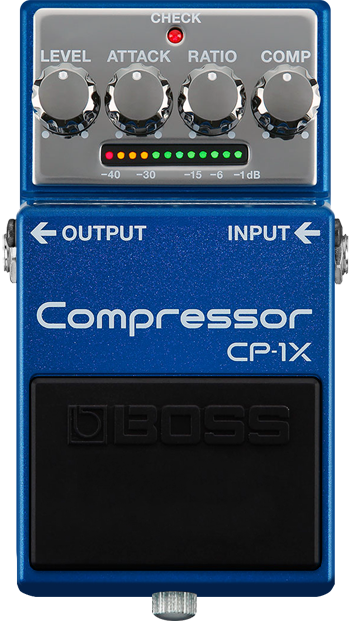 CHECK
LEVEL ATTACK RATIO COMP
-40 -30 -15 -6 -1dB
OUTPUT INPUT
Compressor
CP-1X
BOSS